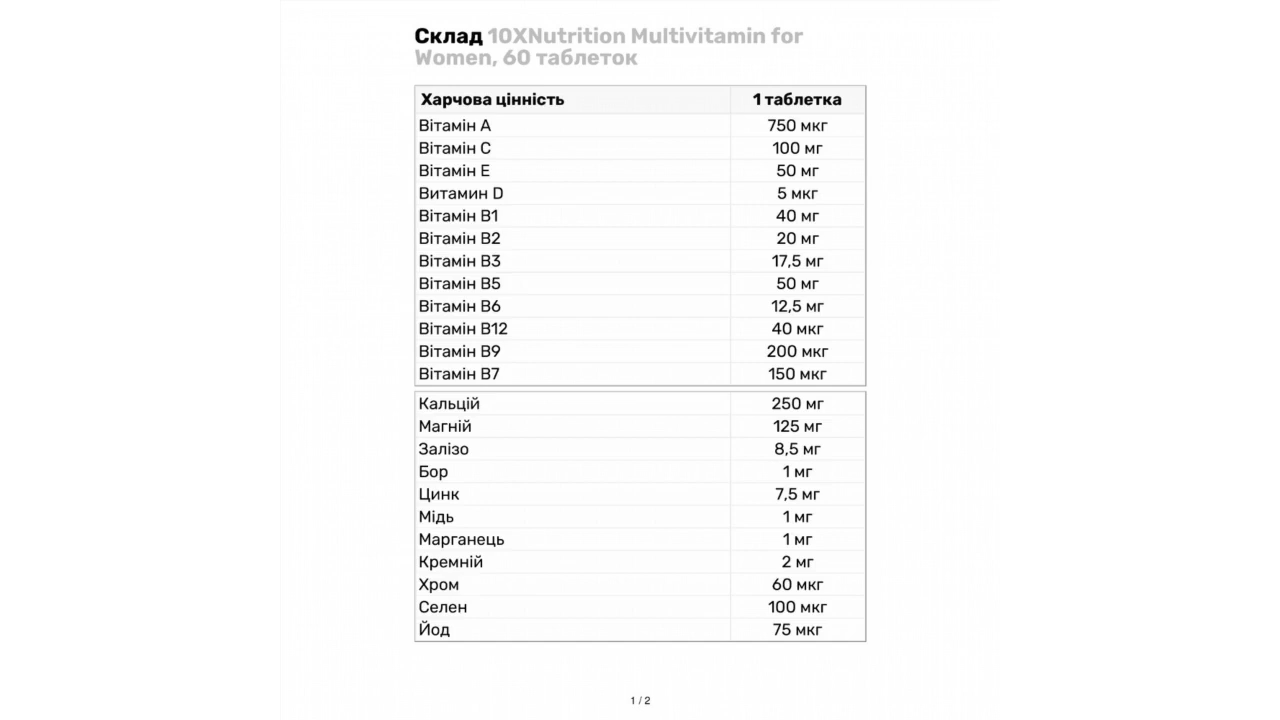 Склад 10XNutrition Multivitamin for
Women, 60 таблеток
Харчова цінність 1 таблетка
Вітамін A 750 мкг
Вітамін C 100 мг
Вітамін E 50 мг
Витамин D 5 мкг
Вітамін B1 40 мг
Вітамін B2 20 мг
Вітамін B3 17,5 мг
Вітамін B5 50 мг
Вітамін B6 12,5 мг
Вітамін B12 40 мкг
Вітамін B9 200 мкг
Вітамін B7 150 мкг
Кальцій 250 мг
Магній 125 мг
Залізо 8,5 мг
Бор 1 мг
Цинк 7,5 мг
Мідь 1 мг
Марганець 1 мг
Кремній 2 мг
Хром 60 мкг
Селен 100 мкг
Йод 75 мкг
1 / 2